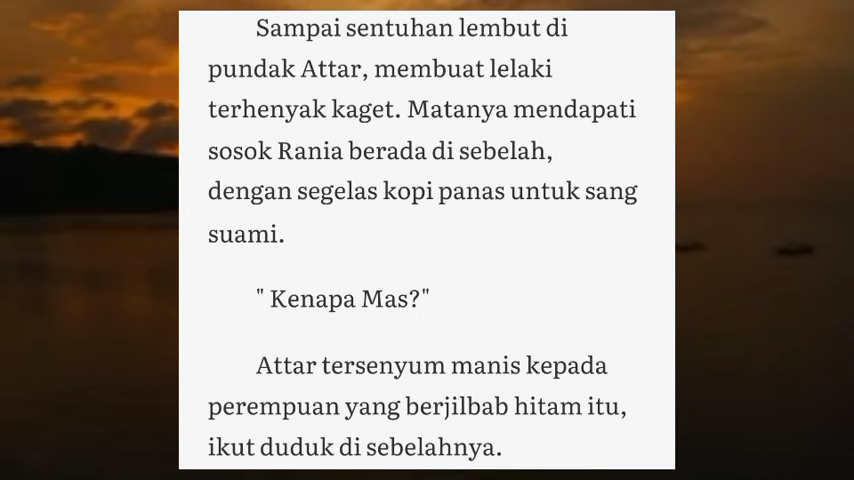 Sampai sentuhan lembut di
pundak Attar, membuat lelaki
terhenyak kaget. Matanya mendapati
sosok Rania berada di sebelah,
dengan segelas kopi panas untuk sang
suami.
" Kenapa Mas?"
Attar tersenyum manis kepada
perempuan yang berjilbab hitam itu,
ikut duduk di sebelahnya.